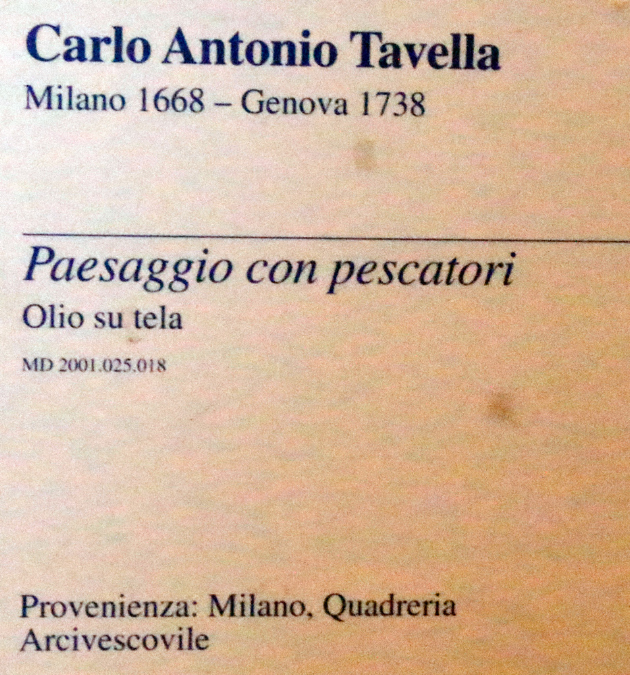 Carlo Antonio Tavella
Milano 1668 – Genova 1738
Paesaggio con pescatori
Olio su tela
MD 2001.025.018
Provenienza: Milano, Quadreria
Arcivescovile